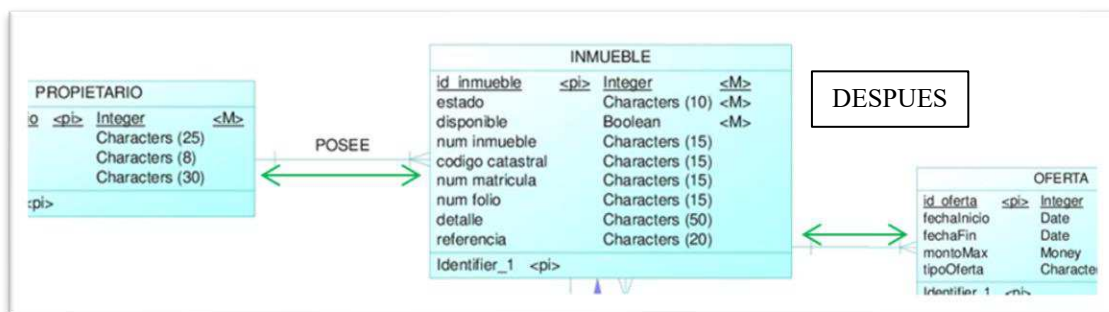 INMUEBLE
id_inmueble <pi> Integer <M>
estado Characters (10) <M>
disponible Boolean <M>
num inmueble Characters (15)
codigo catastral Characters (15)
num matricula Characters (15)
num folio Characters (15)
detalle Characters (50)
referencia Characters (20)
Identifier_1 <pi>
PROPIETARIO
<pi> Integer <M>
Characters (25)
Characters (8)
Characters (30)
<pi>
POSEE
DESPUES
OFERTA
id_oferta <pi> Integer
fechaInicio Date
fechaFin Date
montoMax Money
tipoOferta Character
Identifier_1 <pi>